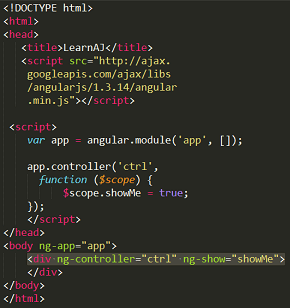 <!DOCTYPE html>
<html>
<head>
<title>LearnAJ</title>
<script src="http://ajax.
googleapis.com/ajax/libs
/angularjs/1.3.14/angular
.min.js"></script>
<script>
var app = angular.module('app', []);
app.controller('ctrl',
function ($scope) {
$scope.showMe = true;
});
</script>
</head>
<body ng-app="app">
<div ng-controller="ctrl" ng-show="showMe">
</div>
</body>
</html>